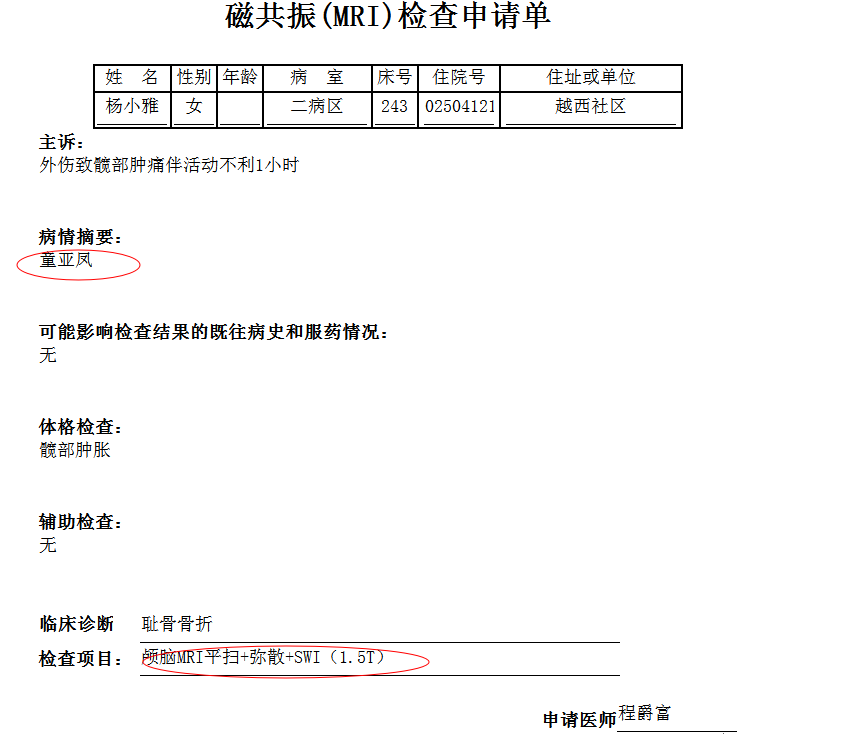 磁共振(MRI)检查申请单
姓 名 性别 年龄 病 室 床号 住院号 住址或单位
杨小雅 女 二病区 243 02504121 越西社区
主诉：
外伤致髋部肿痛伴活动不利1小时
病情摘要：
童亚凤
可能影响检查结果的既往病史和服药情况：
无
体格检查：
髋部肿胀
辅助检查：
无
临床诊断 耻骨骨折
检查项目： 颅脑MRI平扫+弥散+SWI（1.5T）
申请医师 程爵富